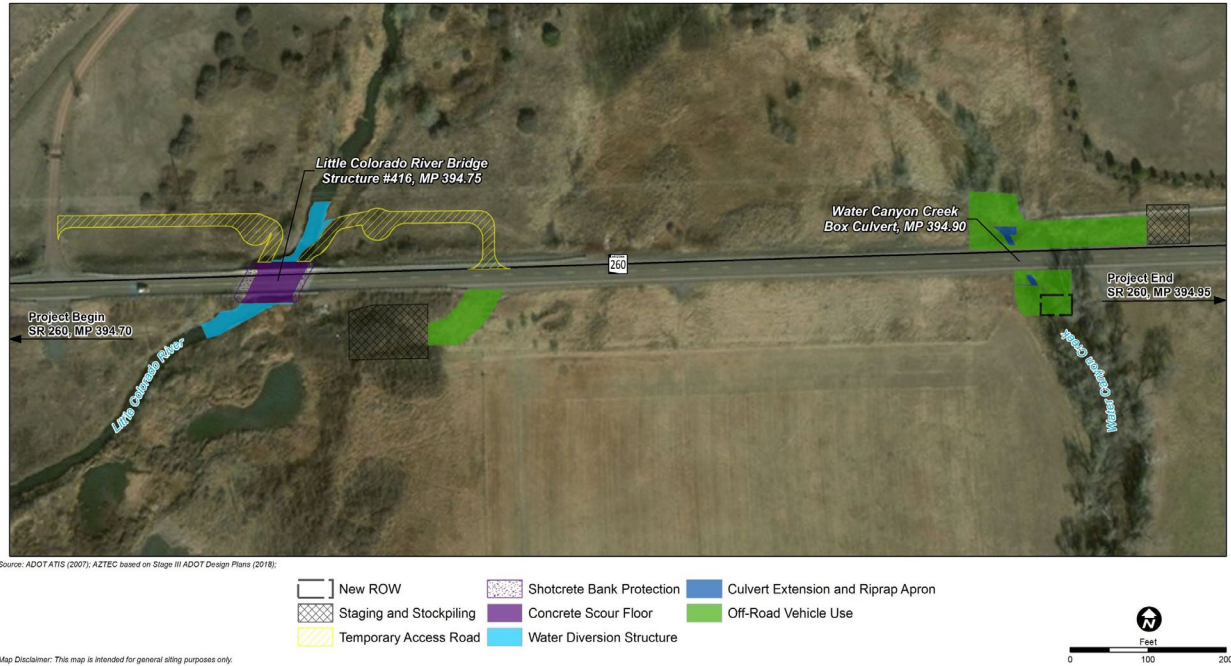 Little Colorado River Bridge
Structure #416, MP 394.75
Water Canyon Creek
Box Culvert, MP 394.90
260
Project Begin
SR 260, MP 394.70
Project End
SR 260, MP 394.95
Little Colorado River
Water Canyon Creek
Source: ADOT ATIS (2007); AZTEC based on Stage III ADOT Design Plans (2018);
New ROW
Staging and Stockpiling
Temporary Access Road
Shotcrete Bank Protection
Concrete Scour Floor
Water Diversion Structure
Culvert Extension and Riprap Apron
Off-Road Vehicle Use
N
Feet
0 100 200
Map Disclaimer: This map is intended for general siting purposes only.